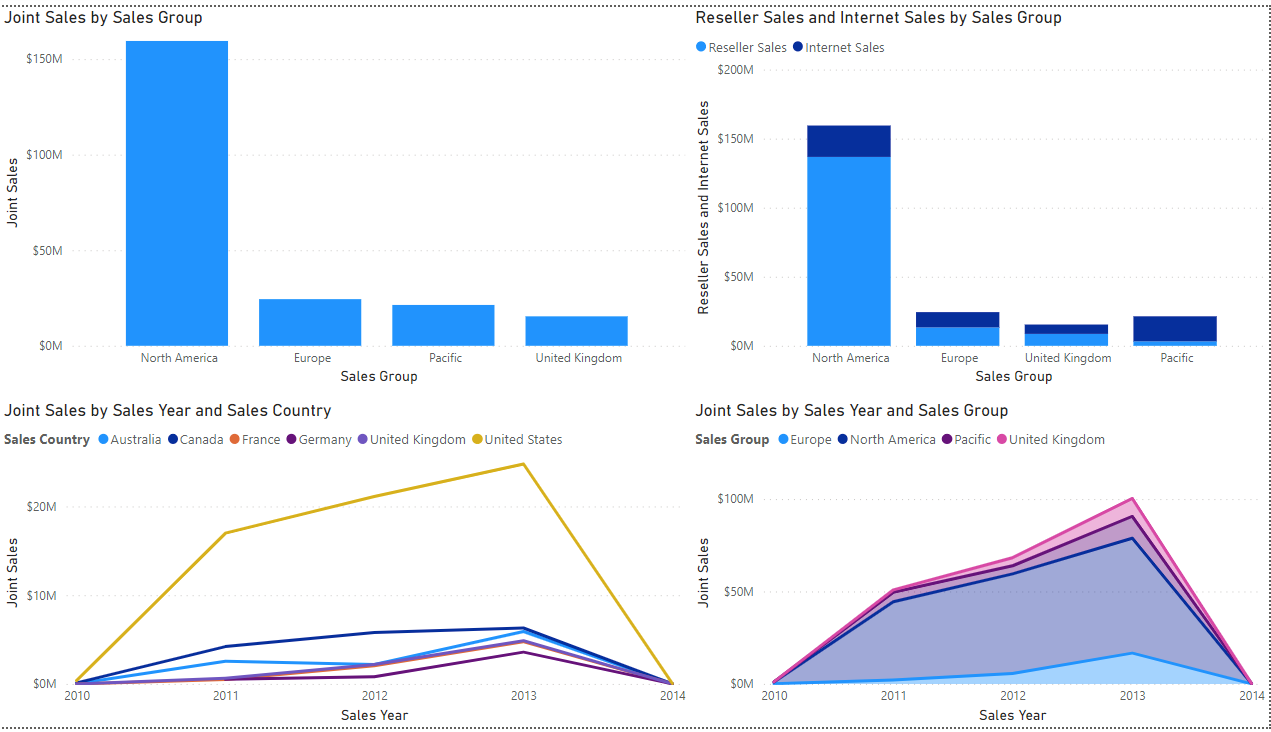 Joint Sales by Sales Group
$150M
$100M
$50M
$0M
Joint Sales
North America Europe Pacific United Kingdom
Sales Group
Reseller Sales and Internet Sales by Sales Group
Reseller Sales Internet Sales
$200M
$150M
$100M
$50M
$0M
Reseller Sales and Internet Sales
North America Europe United Kingdom Pacific
Sales Group
Joint Sales by Sales Year and Sales Country
Sales Country Australia Canada France Germany United Kingdom United States
$20M
$10M
$0M
Joint Sales
2010 2011 2012 2013 2014
Sales Year
Joint Sales by Sales Year and Sales Group
Sales Group Europe North America Pacific United Kingdom
$100M
$50M
$0M
Joint Sales
2010 2011 2012 2013 2014
Sales Year